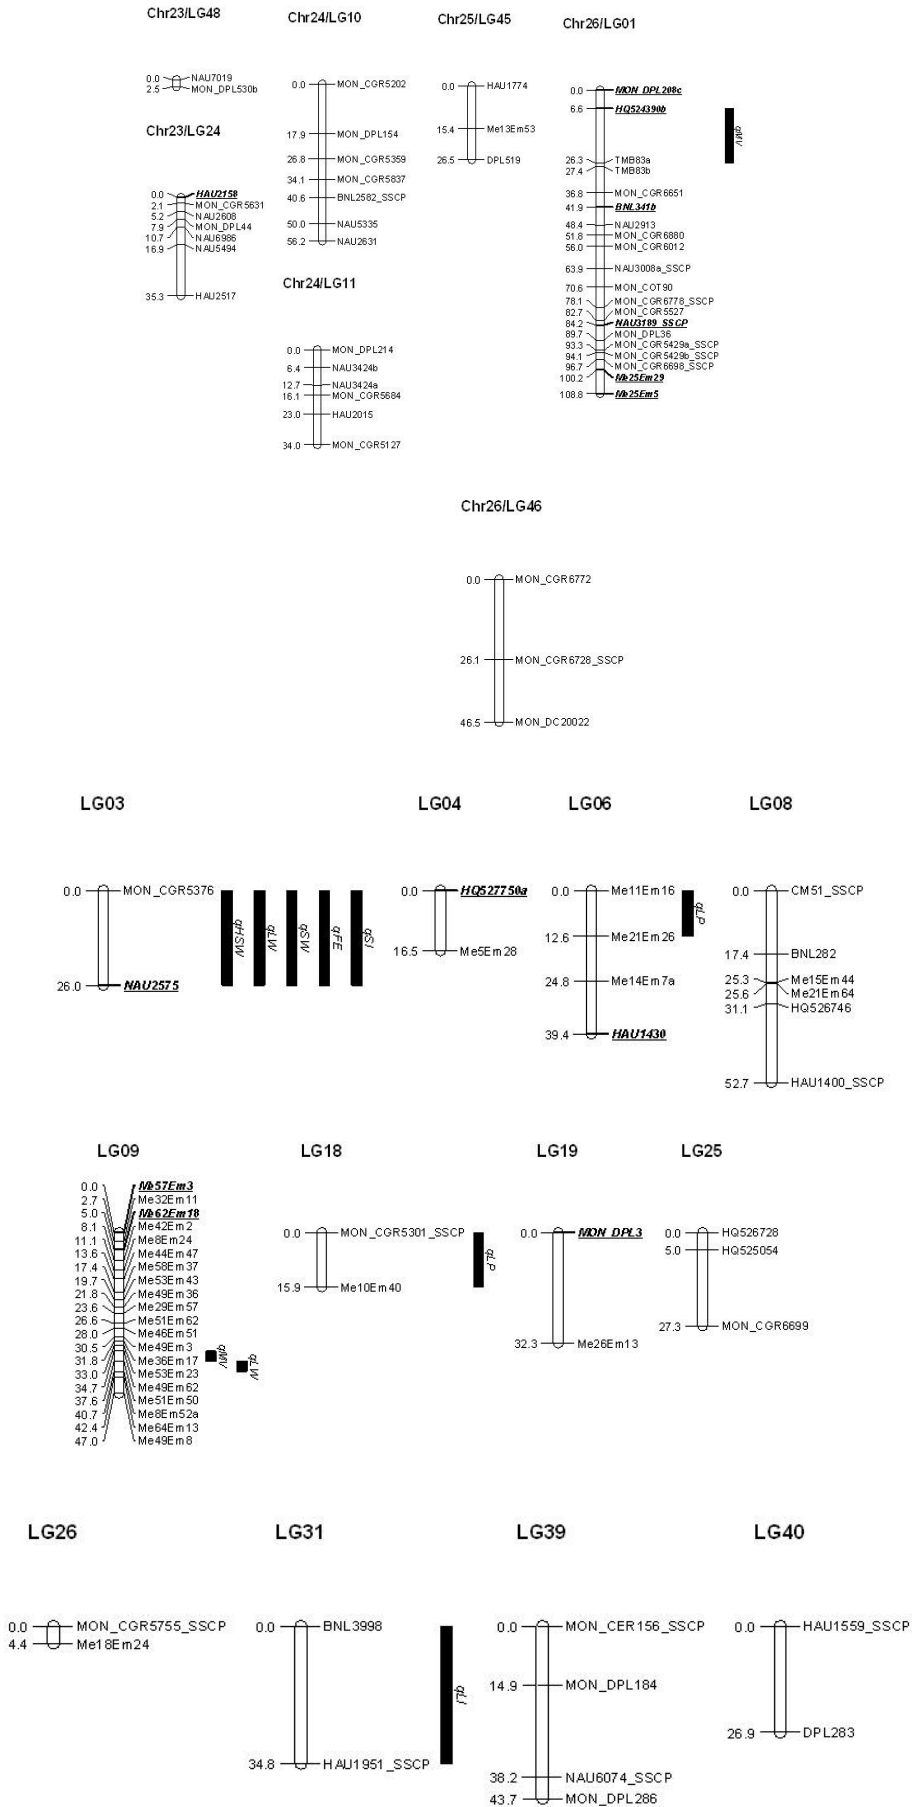 Chr23/LG48
0.0 NAU7019
2.5 MON_DPL530b
Chr23/LG24
0.0 HAU2158
2.1 MON_CGR5631
5.2 NAU2608
7.9 MON_DPL44
10.7 NAU6986
16.9 NAU5494
35.3 HAU2517
Chr24/LG10
0.0 MON_CGR5202
17.9 MON_DPL154
26.8 MON_CGR5359
34.1 MON_CGR5837
40.6 BNL2582_SSCP
50.0 NAU5335
56.2 NAU2631
Chr24/LG11
0.0 MON_DPL214
6.4 NAU3424b
12.7 NAU3424a
16.1 MON_CGR5684
23.0 HAU2015
34.0 MON_CGR5127
Chr25/LG45
0.0 HAU1774
15.4 Me13Em53
26.5 DPL519
Chr26/LG01
0.0 MON_DPL208c
6.6 HQ524390b
26.3 TMB83a
27.4 TMB83b
36.8 MON_CGR6651
41.9 BNL341b
48.4 NAU2913
51.8 MON_CGR6880
56.0 MON_CGR6012
63.9 NAU3008a_SSCP
70.6 MON_COT90
78.1 MON_CGR6778_SSCP
82.7 MON_CGR5527
84.2 NAU3189_SSCP
89.7 MON_DPL36
93.3 MON_CGR5429a_SSCP
94.1 MON_CGR5429b_SSCP
96.7 MON_CGR6698_SSCP
100.2 Me25Em29
108.8 Me25Em5
qMV
Chr26/LG46
0.0 MON_CGR6772
26.1 MON_CGR6728_SSCP
46.5 MON_DC20022
LG03
0.0 MON_CGR5376
26.0 NAU2575
qHSW
qLW
qSW
qFE
qSI
LG04
0.0 HQ527750a
16.5 Me5Em28
LG06
0.0 Me11Em16
12.6 Me21Em26
24.8 Me14Em7a
39.4 HAU1430
qLP
LG08
0.0 CM51_SSCP
17.4 BNL282
25.3 Me15Em44
25.6 Me21Em64
31.1 HQ526746
52.7 HAU1400_SSCP
LG09
0.0 Me57Em3
2.7 Me32Em11
5.0 Me62Em18
8.1 Me42Em2
11.1 Me8Em24
13.6 Me44Em47
17.4 Me58Em37
19.7 Me53Em43
21.8 Me49Em36
23.6 Me29Em57
26.6 Me51Em62
28.0 Me46Em51
30.5 Me49Em3
31.8 Me36Em17
33.0 Me53Em23
34.7 Me49Em62
37.6 Me51Em50
40.7 Me8Em52a
42.4 Me64Em13
47.0 Me49Em8
qMV
qLW
LG18
0.0 MON_CGR5301_SSCP
15.9 Me10Em40
qLP
LG19
0.0 MON_DPL3
32.3 Me26Em13
LG25
0.0 HQ526728
5.0 HQ525054
27.3 MON_CGR6699
LG26
0.0 MON_CGR5755_SSCP
4.4 Me18Em24
LG31
0.0 BNL3998
34.8 HAU1951_SSCP
qLI
LG39
0.0 MON_CER156_SSCP
14.9 MON_DPL184
38.2 NAU6074_SSCP
43.7 MON_DPL286
LG40
0.0 HAU1559_SSCP
26.9 DPL283